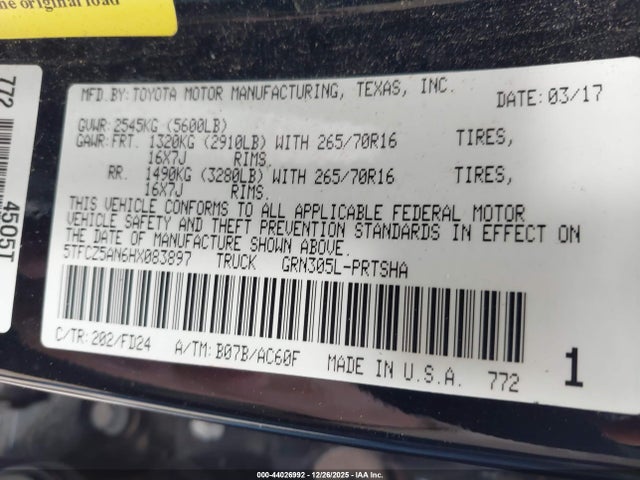 he original load
772
4505T
MFD.BY:TOYOTA MOTOR MANUFACTURING, TEXAS, INC.
DATE:03/17
GVWR:2545KG (5600LB)
GAWR:FRT. 1320KG (2910LB) WITH 265/70R16 TIRES,
16X7J RIMS.
RR. 1490KG (3280LB) WITH 265/70R16 TIRES,
16X7J RIMS.
THIS VEHICLE CONFORMS TO ALL APPLICABLE FEDERAL MOTOR
VEHICLE SAFETY AND THEFT PREVENTION STANDARDS IN EFFECT ON
THE DATE OF MANUFACTURE SHOWN ABOVE.
5TFCZ5AN6HX083897 TRUCK GRN305L-PRTSHA
C/TR:202/FD24 A/TM:B07B/AC60F MADE IN U.S.A. 772
1
000-44026992 - 12/26/2025 - IAA, Inc.